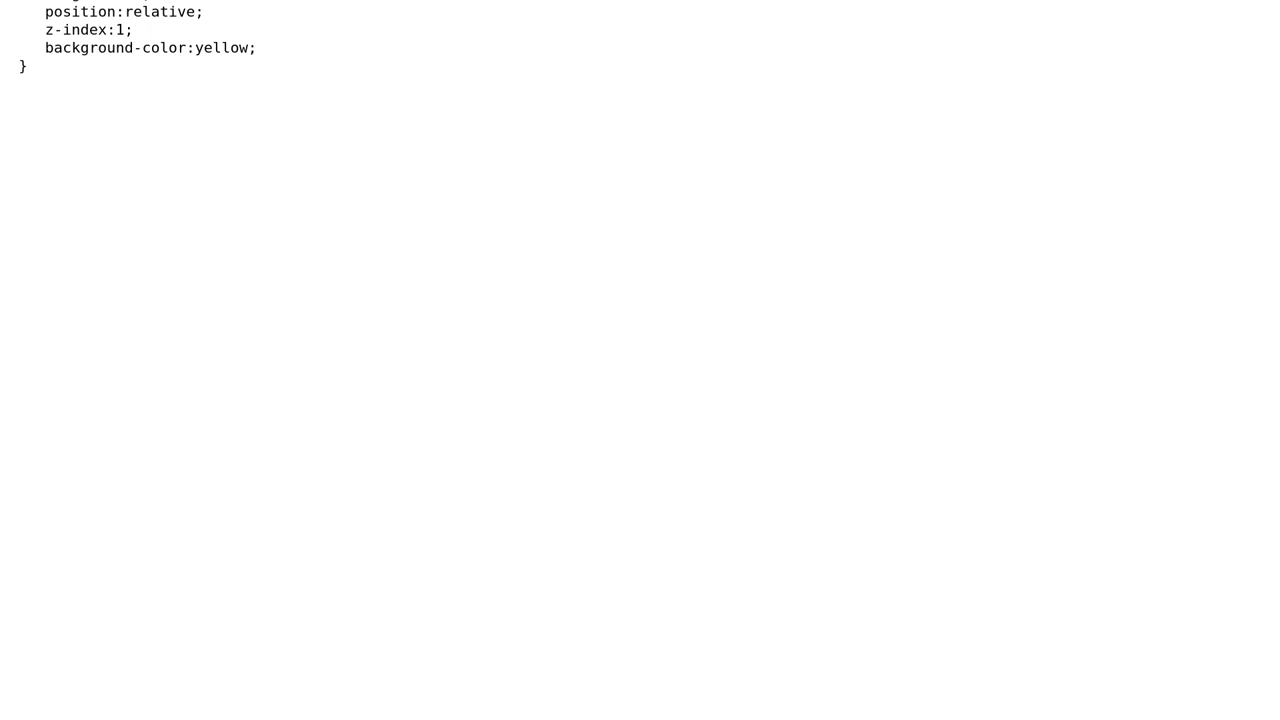 position:relative;
z-index:1;
background-color:yellow;
}